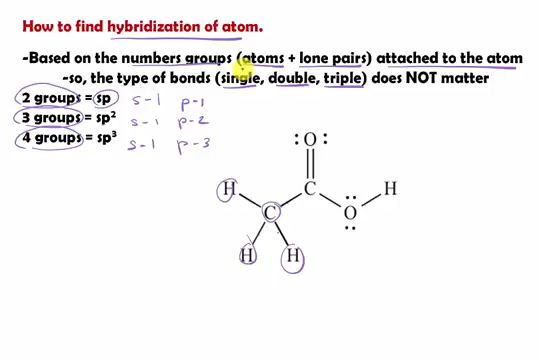 How to find hybridization of atom.
-Based on the numbers groups (atoms + lone pairs) attached to the atom
-so, the type of bonds (single, double, triple) does NOT matter
2 groups = sp s-1 p-1
3 groups = sp² s-1 p-2
4 groups = sp³ s-1 p-3
:O:
H C H
C O
H H